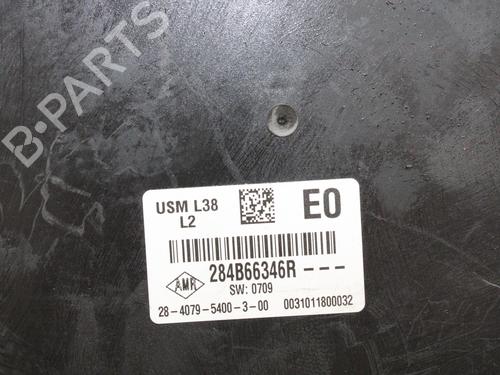 B-PARTS
USM L38
L2
E0
284B66346R---
AMR
SW: 0709
28-4079-5400-3-00 0031011800032